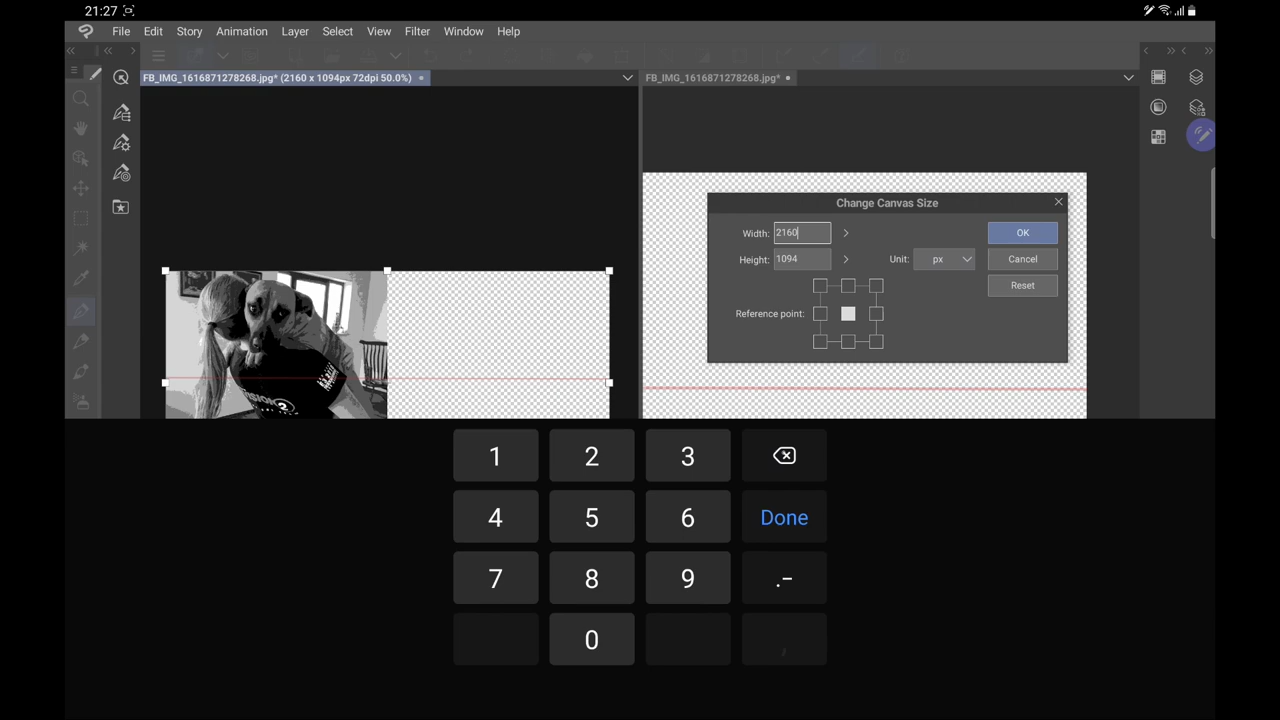 21:27
File Edit Story Animation Layer Select View Filter Window Help
FB_IMG_1616871278268.jpg* (2160 x 1094px 72dpi 50.0%)
FB_IMG_1616871278268.jpg*
Change Canvas Size
Width: 2160
OK
Height: 1094
Unit: px
Cancel
Reset
Reference point:
1 2 3
4 5 6 Done
7 8 9 .-
0 ,